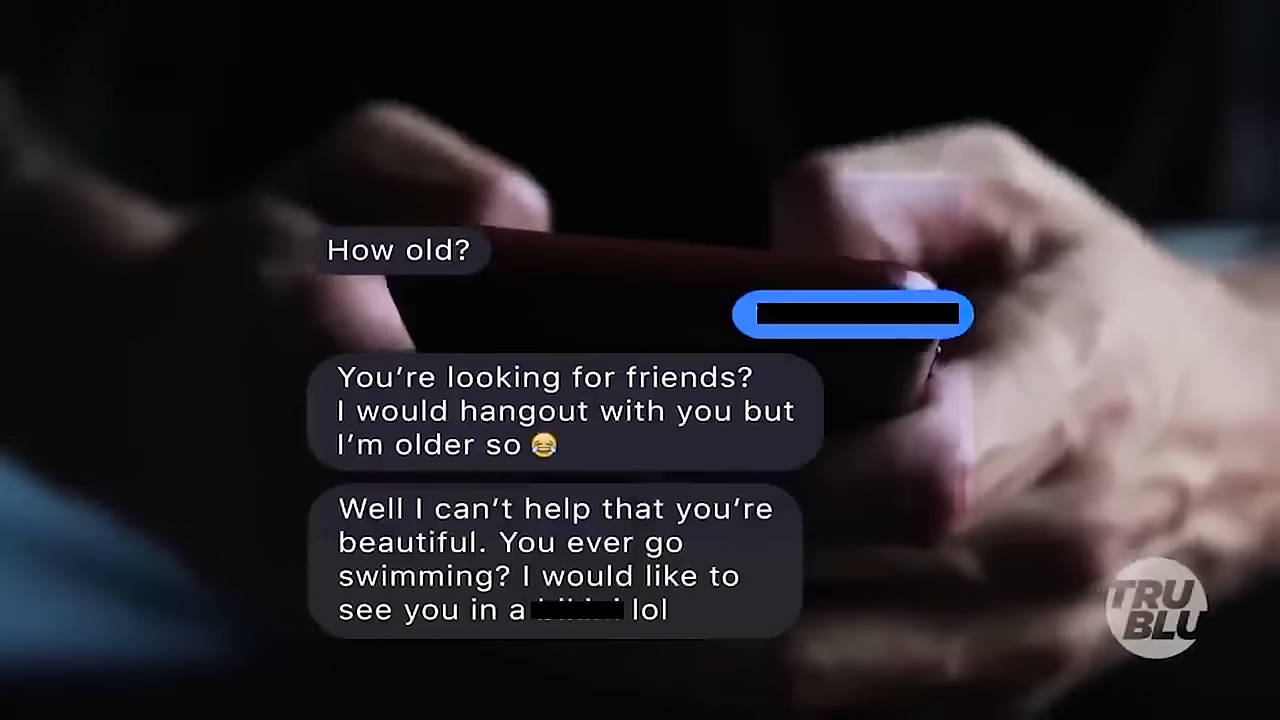 How old?
You’re looking for friends?
I would hangout with you but
I’m older so 😂
Well I can’t help that you’re
beautiful. You ever go
swimming? I would like to
see you in a lol
TRU
BLU